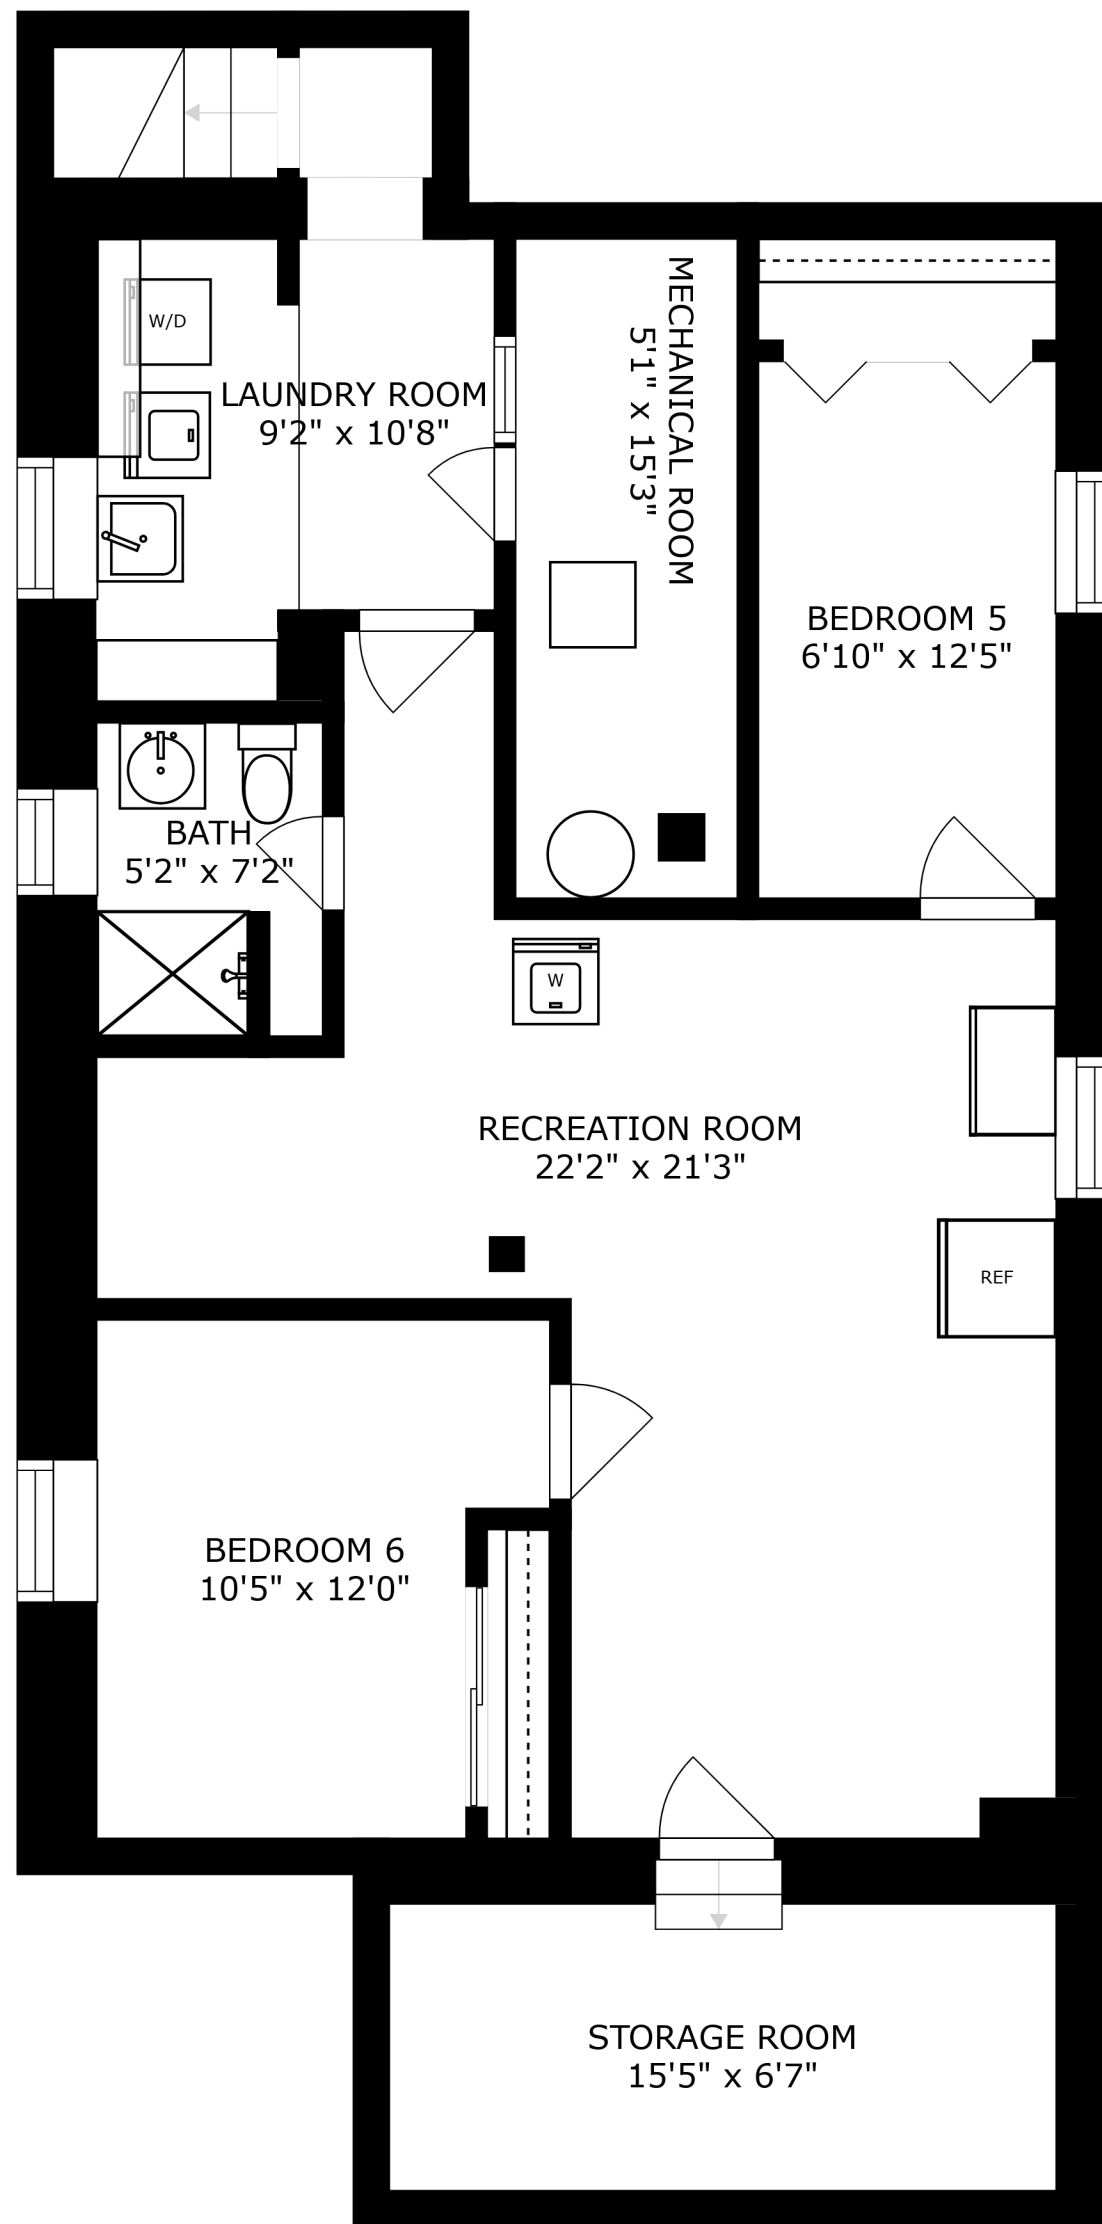 W/D
LAUNDRY ROOM
9'2" x 10'8"
MECHANICAL ROOM
5'1" x 15'3"
BEDROOM 5
6'10" x 12'5"
BATH
5'2" x 7'2"
W
RECREATION ROOM
22'2" x 21'3"
REF
BEDROOM 6
10'5" x 12'0"
STORAGE ROOM
15'5" x 6'7"